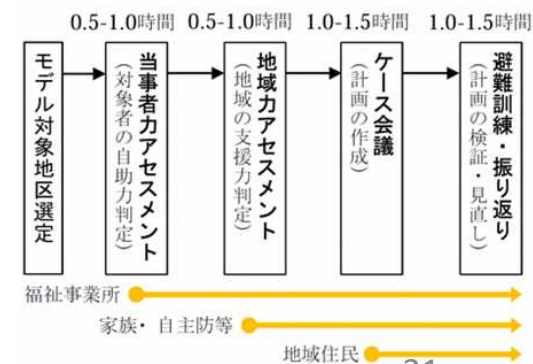 0.5-1.0時間 0.5-1.0時間 1.0-1.5時間 1.0-1.5時間
モデル対象地区選定
当事者力アセスメント
（対象者の自助力判定）
地域力アセスメント
（地域の支援力判定）
ケース会議
（計画の作成）
避難訓練・振り返り
（計画の検証・見直し）
福祉事業所
家族・自主防等
地域住民
21